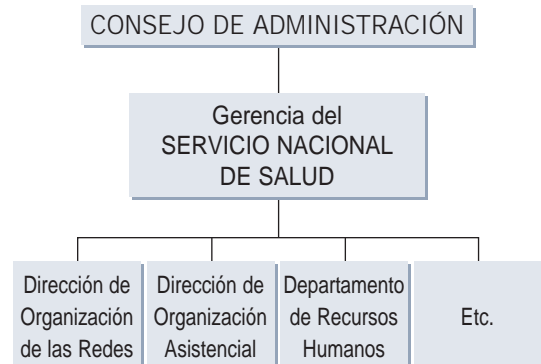 CONSEJO DE ADMINISTRACIÓN
Gerencia del
SERVICIO NACIONAL
DE SALUD
Dirección de
Organización
de las Redes
Dirección de
Organización
Asistencial
Departamento
de Recursos
Humanos
Etc.